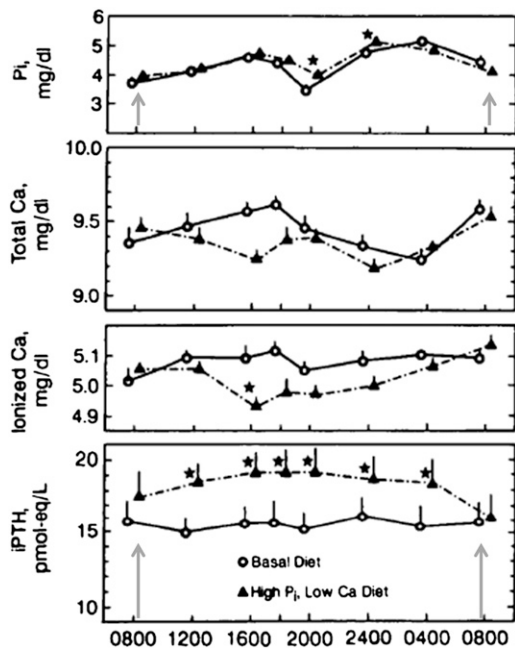 Pi,
mg/dl
6
5
4
3
Total Ca,
mg/dl
10.0
9.5
9.0
Ionized Ca,
mg/dl
5.1
5.0
4.9
iPTH,
pmol-eq/L
20
15
10
Basal Diet
High Pi, Low Ca Diet
0800 1200 1600 2000 2400 0400 0800